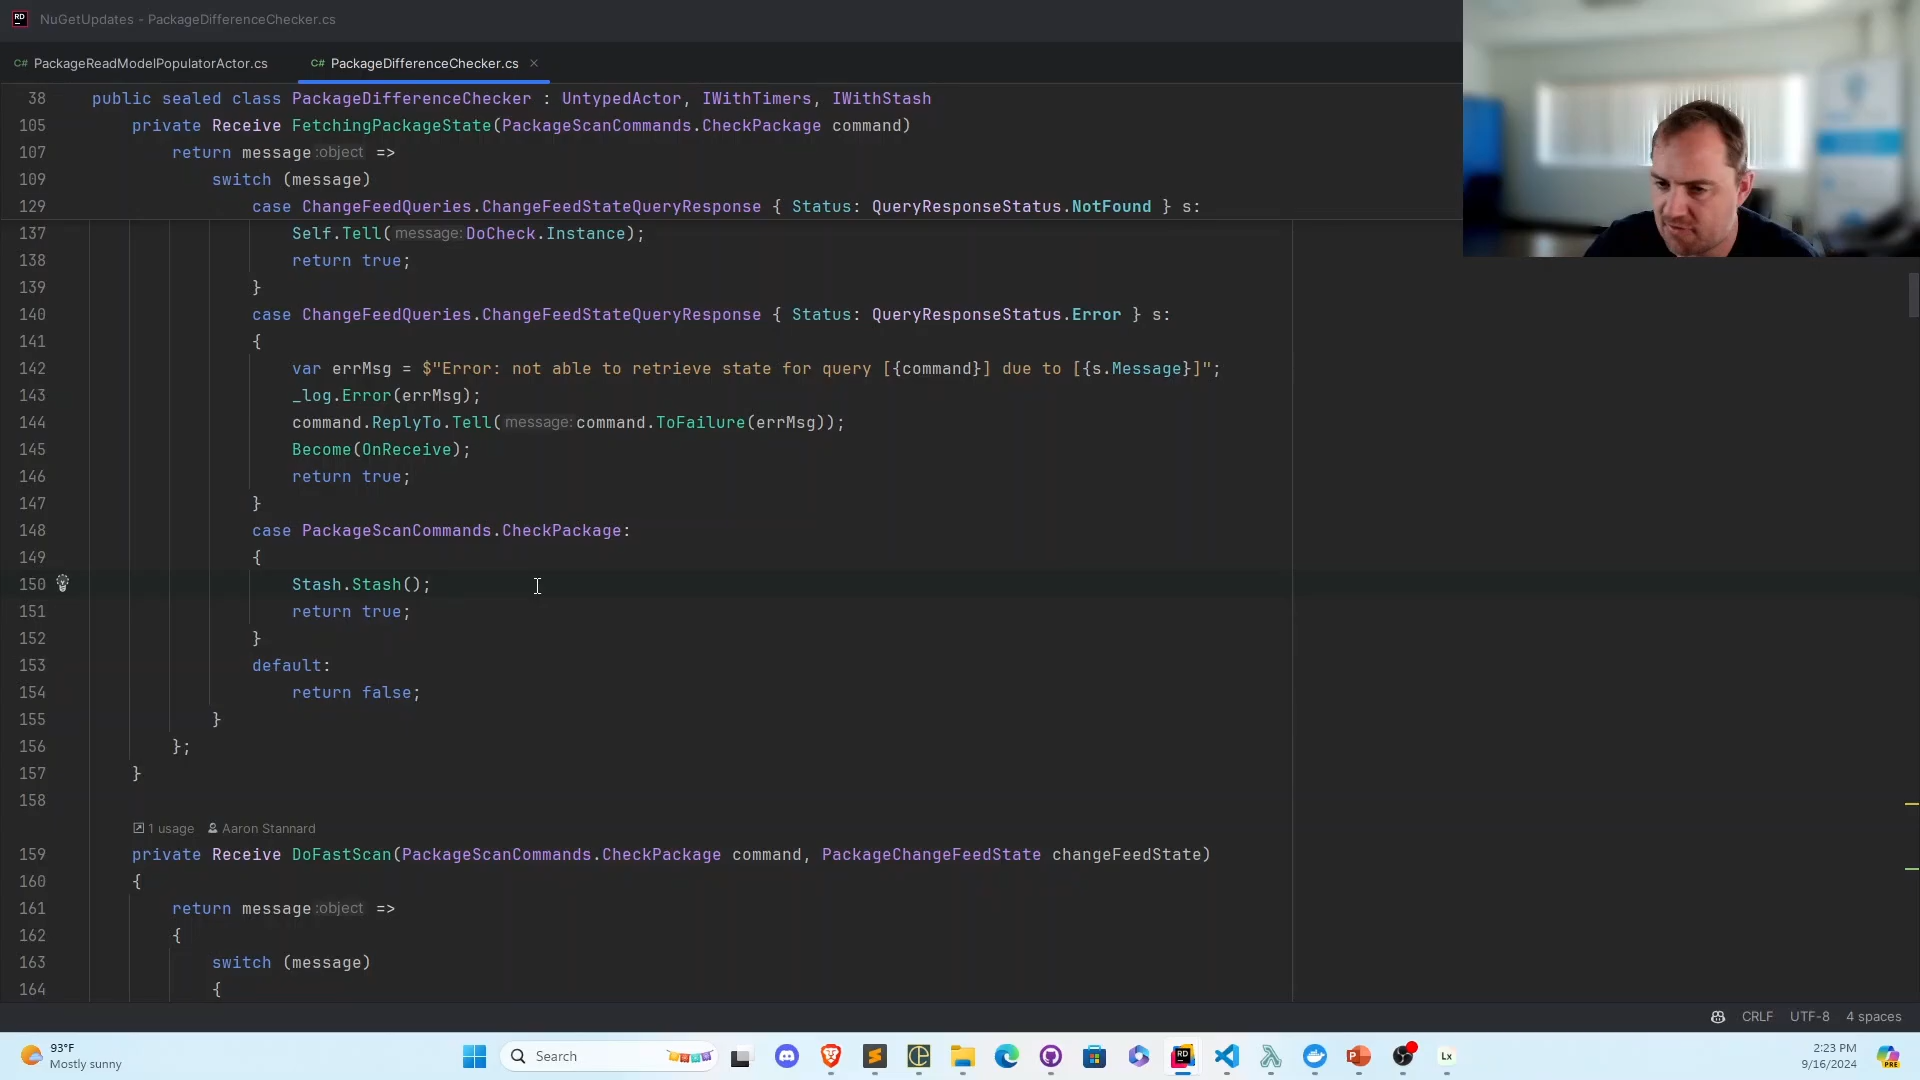 NuGetUpdates - PackageDifferenceChecker.cs
C# PackageReadModelPopulatorActor.cs C# PackageDifferenceChecker.cs
38 public sealed class PackageDifferenceChecker : UntypedActor, IWithTimers, IWithStash
105 private Receive FetchingPackageState(PackageScanCommands.CheckPackage command)
107 return message :object =>
109 switch (message)
129 case ChangeFeedQueries.ChangeFeedStateQueryResponse { Status: QueryResponseStatus.NotFound } s:
137 Self.Tell( message: DoCheck.Instance);
138 return true;
139 }
140 case ChangeFeedQueries.ChangeFeedStateQueryResponse { Status: QueryResponseStatus.Error } s:
141 {
142 var errMsg = $"Error: not able to retrieve state for query [{command}] due to [{s.Message}]";
143 _log.Error(errMsg);
144 command.ReplyTo.Tell( message: command.ToFailure(errMsg));
145 Become(OnReceive);
146 return true;
147 }
148 case PackageScanCommands.CheckPackage:
149 {
150 Stash.Stash();
151 return true;
152 }
153 default:
154 return false;
155 }
156 };
157 }
158
1 usage Aaron Stannard
159 private Receive DoFastScan(PackageScanCommands.CheckPackage command, PackageChangeFeedState changeFeedState)
160 {
161 return message :object =>
162 {
163 switch (message)
164 {
CRLF UTF-8 4 spaces
93°F
Mostly sunny
Search
2:23 PM
9/16/2024